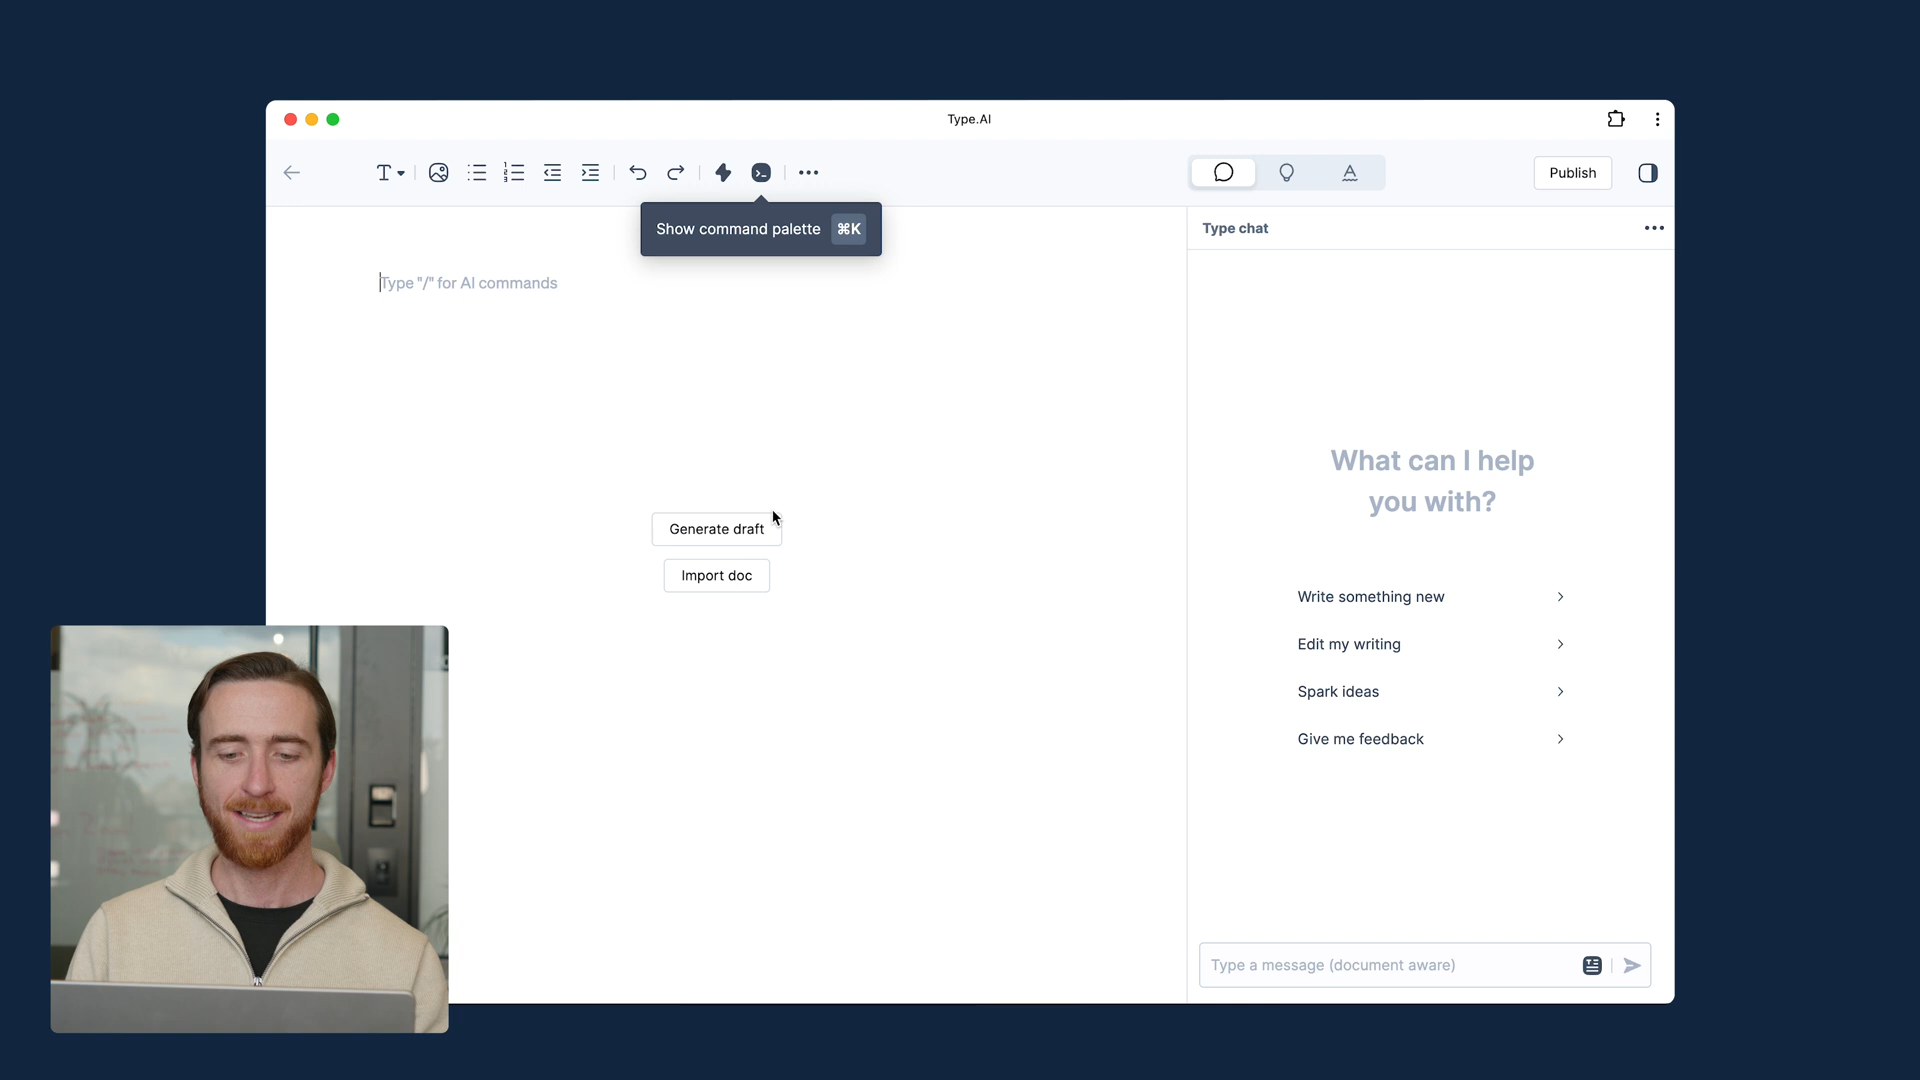 Type.AI
Publish
Show command palette ⌘K
Type chat
Type "/" for AI commands
What can I help
you with?
Generate draft
Import doc
Write something new
Edit my writing
Spark ideas
Give me feedback
Type a message (document aware)